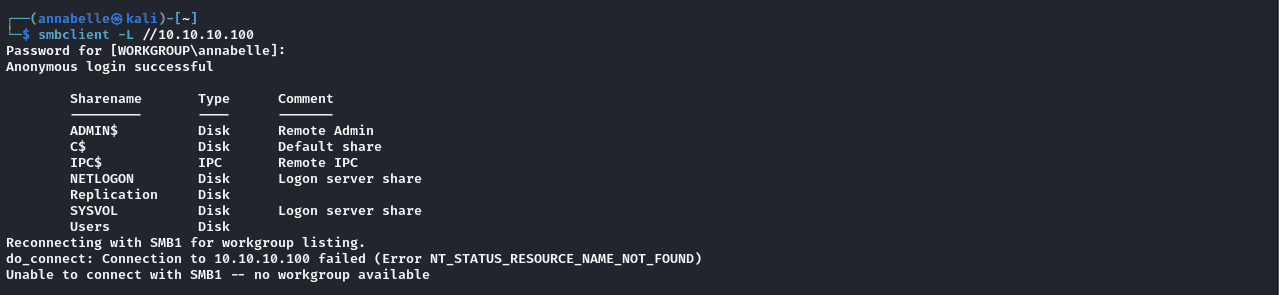 ┌──(annabelle㉿kali)-[~]
└─$ smbclient -L //10.10.10.100
Password for [WORKGROUP\annabelle]:
Anonymous login successful
Sharename Type Comment
--------- ---- -------
ADMIN$ Disk Remote Admin
C$ Disk Default share
IPC$ IPC Remote IPC
NETLOGON Disk Logon server share
Replication Disk
SYSVOL Disk Logon server share
Users Disk
Reconnecting with SMB1 for workgroup listing.
do_connect: Connection to 10.10.10.100 failed (Error NT_STATUS_RESOURCE_NAME_NOT_FOUND)
Unable to connect with SMB1 -- no workgroup available